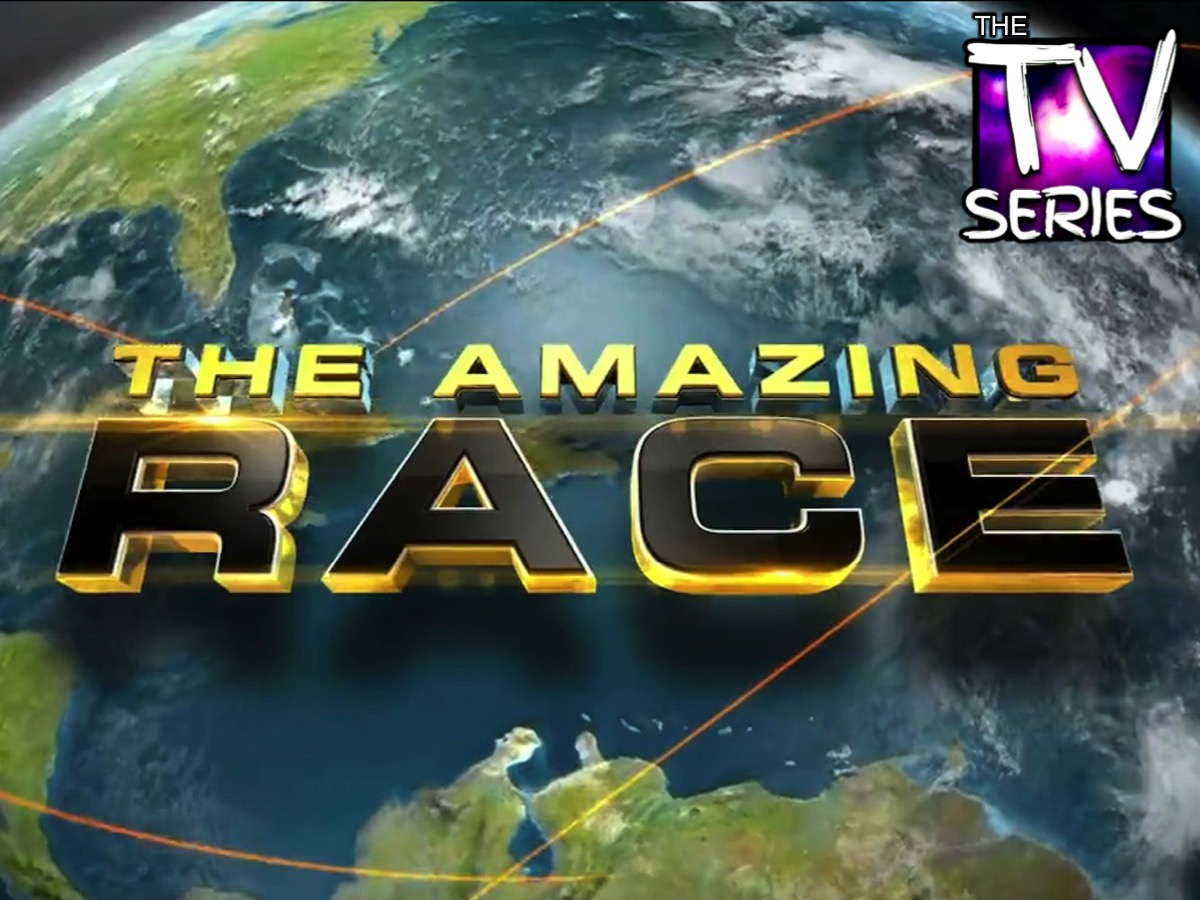 THE
TV
SERIES
THE AMAZING
RACE